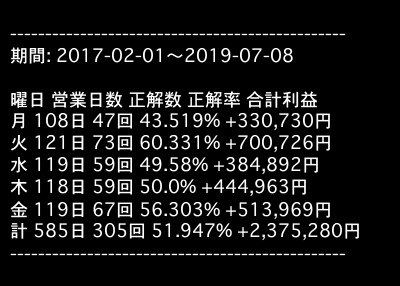 ------------------------------------------------
期間: 2017-02-01〜2019-07-08
曜日 営業日数 正解数 正解率 合計利益
月 108日 47回 43.519% +330,730円
火 121日 73回 60.331% +700,726円
水 119日 59回 49.58% +384,892円
木 118日 59回 50.0% +444,963円
金 119日 67回 56.303% +513,969円
計 585日 305回 51.947% +2,375,280円
------------------------------------------------